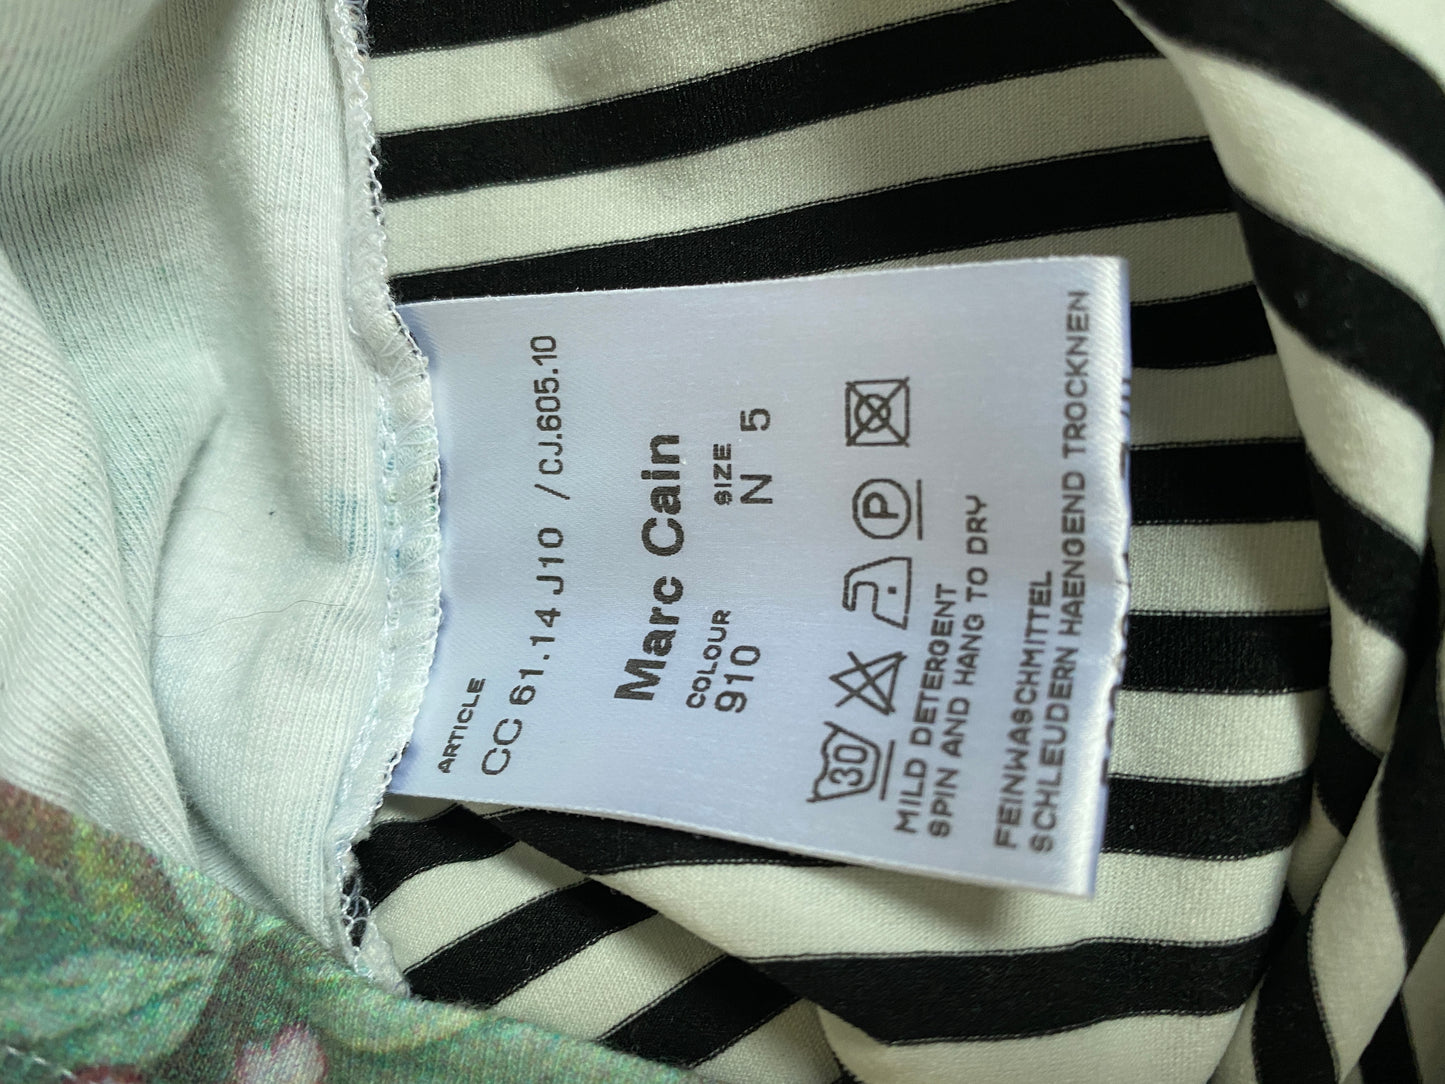 ARTICLE
CC 61.14 J10 / CJ.605.10
Marc Cain
COLOUR SIZE
910 N 5
30 P
MILD DETERGENT
SPIN AND HANG TO DRY
FEINWASCHMITTEL
SCHLEUDERN HAENGEND TROCKNEN